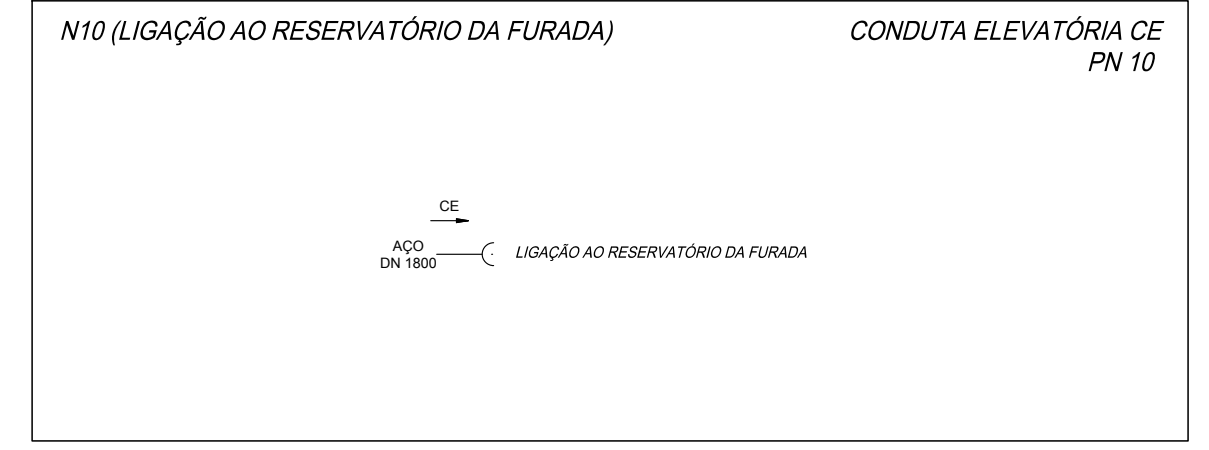 N10 (LIGAÇÃO AO RESERVATÓRIO DA FURADA)
CONDUTA ELEVATÓRIA CE
PN 10
CE
AÇO
DN 1800
LIGAÇÃO AO RESERVATÓRIO DA FURADA